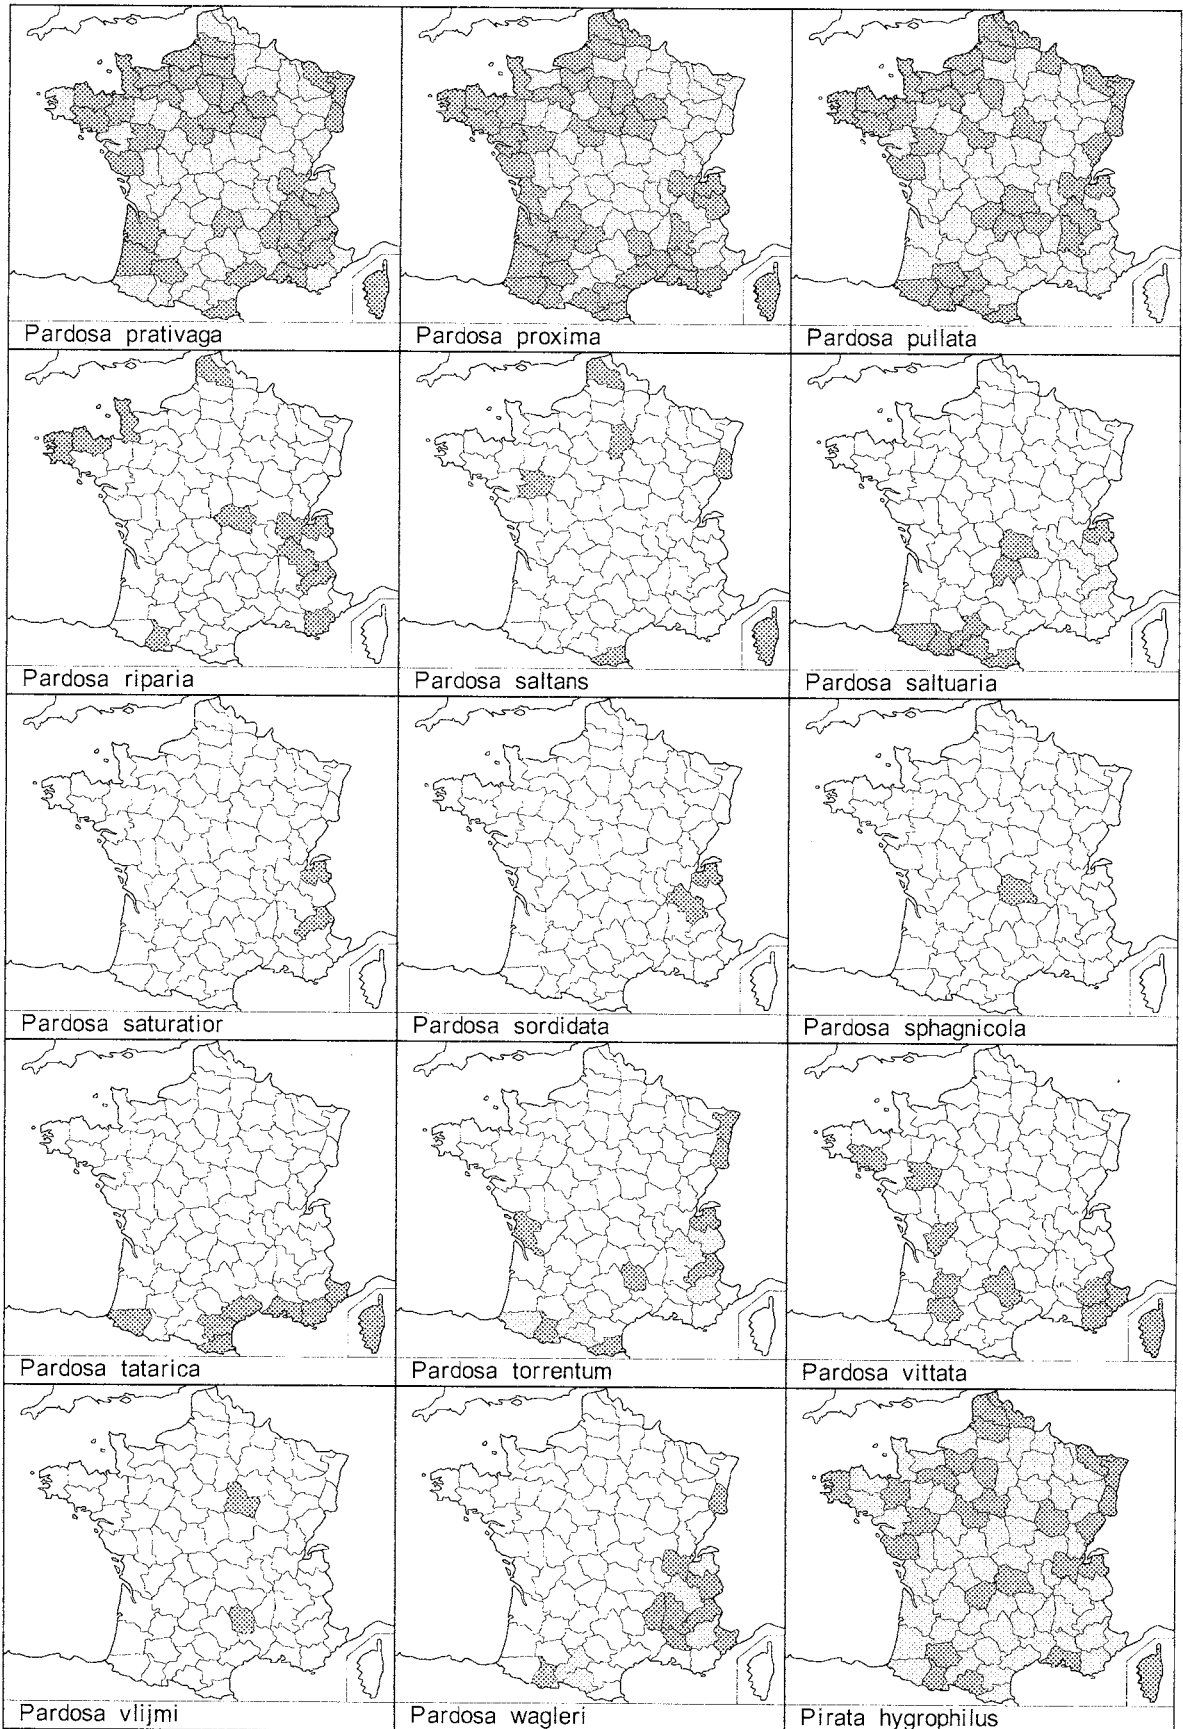 Pardosa prativaga
Pardosa proxima
Pardosa pullata
Pardosa riparia
Pardosa saltans
Pardosa saltuaria
Pardosa saturatior
Pardosa sordidata
Pardosa sphagnicola
Pardosa tatarica
Pardosa torrentum
Pardosa vittata
Pardosa vlijmi
Pardosa wagleri
Pirata hygrophilus